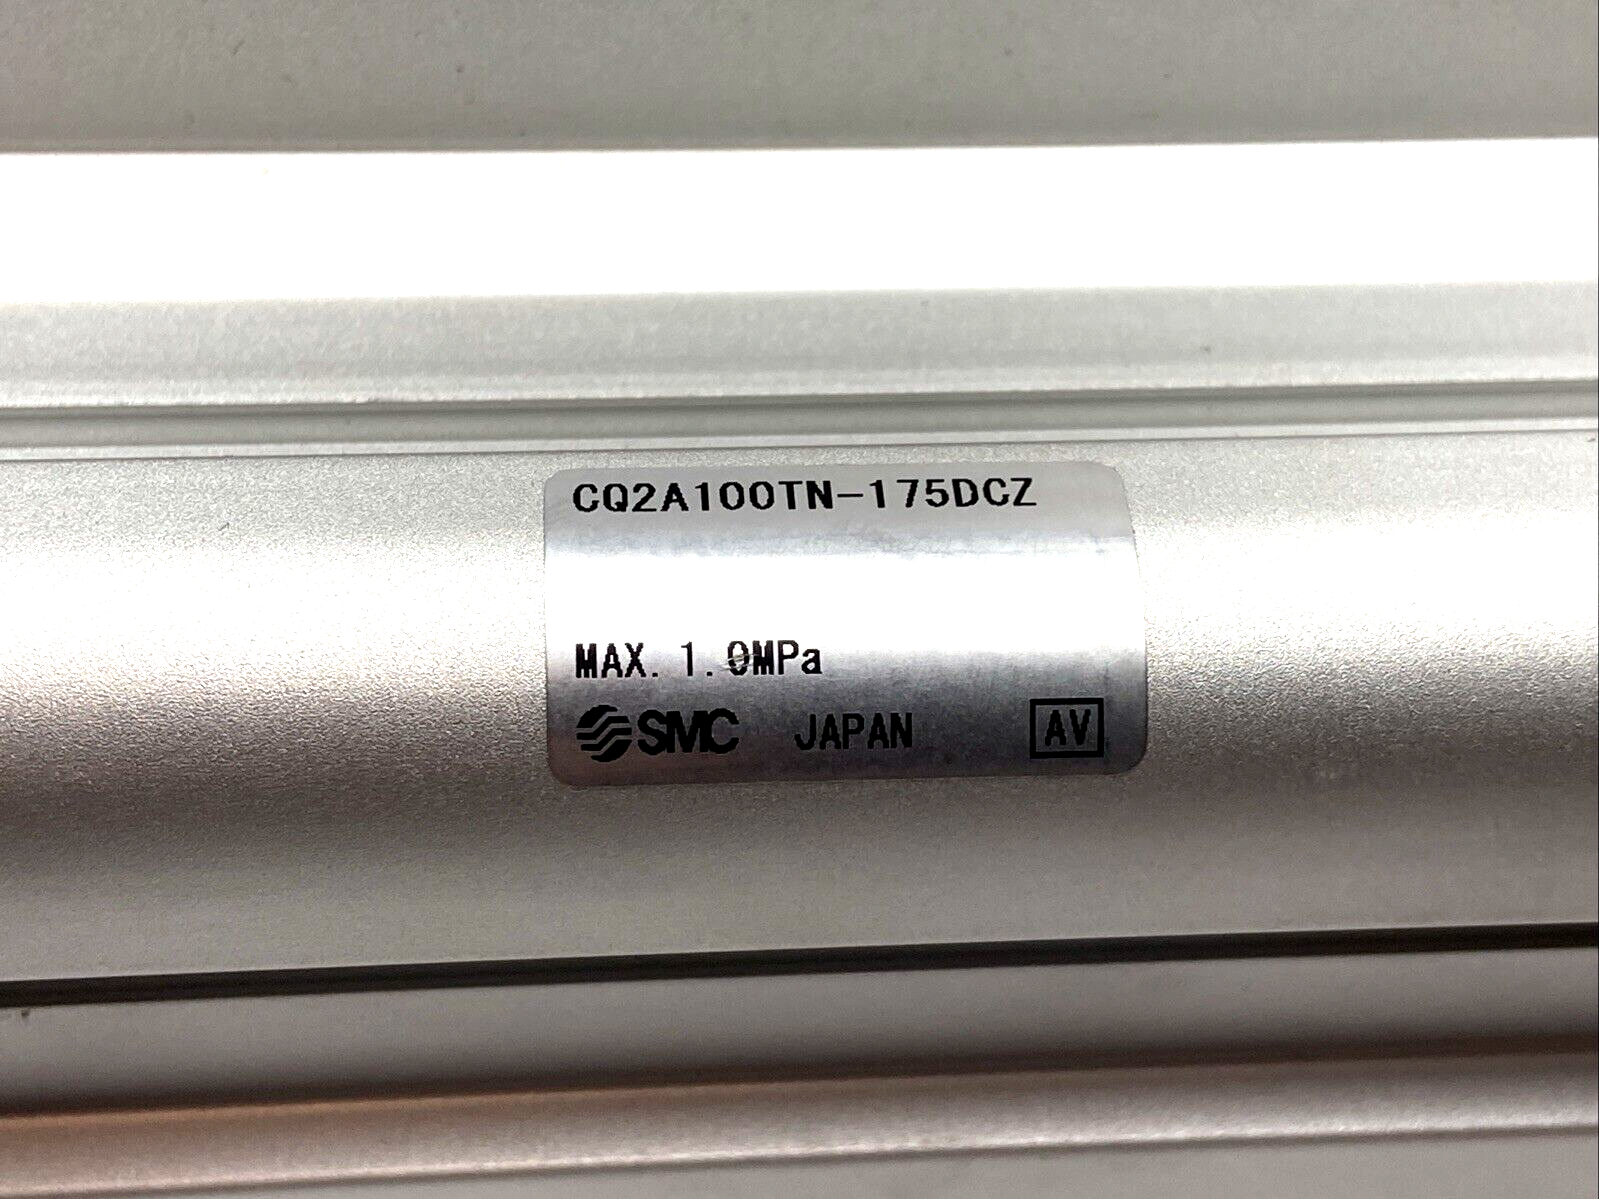 CQ2A100TN-175DCZ
MAX. 1.0MPa
SMC JAPAN AV